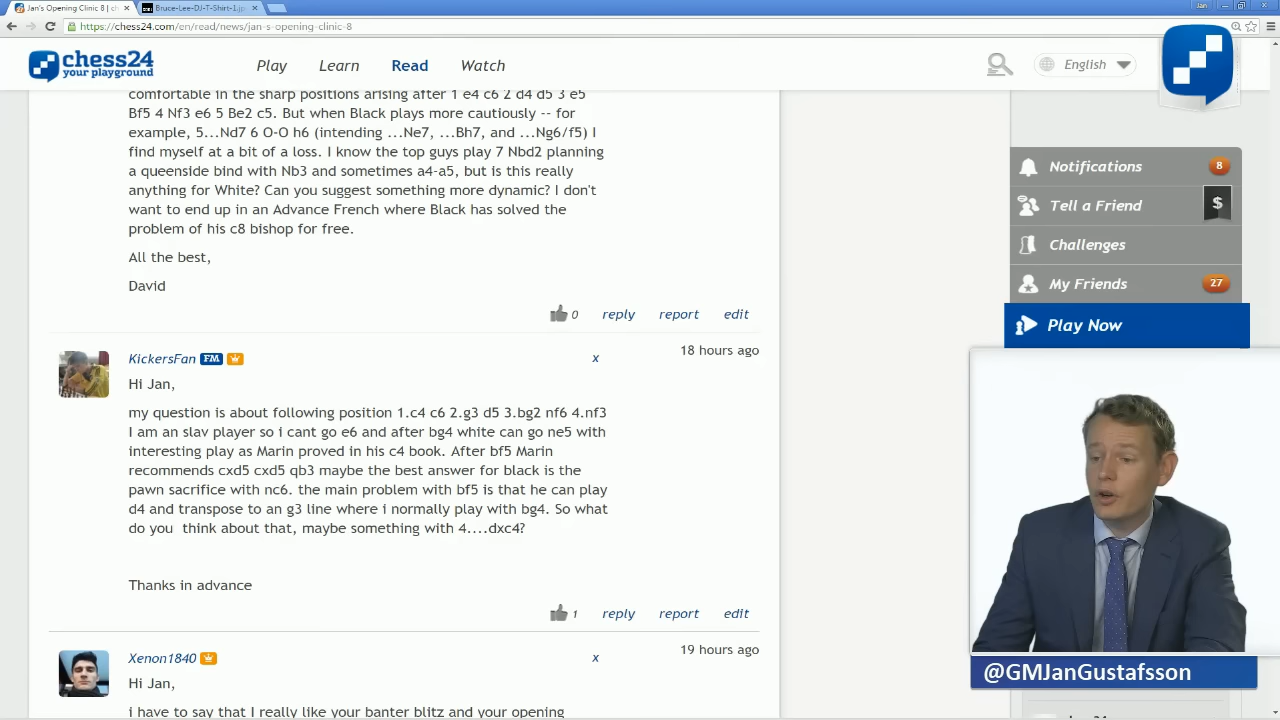 Jan's Opening Clinic 8 | ch
Bruce-Lee-DJ-T-Shirt-1.jp
Jan
https://chess24.com/en/read/news/jan-s-opening-clinic-8
chess24
your playground
Play
Learn
Read
Watch
English
comfortable in the sharp positions arising after 1 e4 c6 2 d4 d5 3 e5
Bf5 4 Nf3 e6 5 Be2 c5. But when Black plays more cautiously -- for
example, 5...Nd7 6 O-O h6 (intending ...Ne7, ...Bh7, and ...Ng6/f5) I
find myself at a bit of a loss. I know the top guys play 7 Nbd2 planning
a queenside bind with Nb3 and sometimes a4-a5, but is this really
anything for White? Can you suggest something more dynamic? I don't
want to end up in an Advance French where Black has solved the
problem of his c8 bishop for free.
All the best,
David
0 reply report edit
KickersFan FM
x
18 hours ago
Hi Jan,
my question is about following position 1.c4 c6 2.g3 d5 3.bg2 nf6 4.nf3
I am an slav player so i cant go e6 and after bg4 white can go ne5 with
interesting play as Marin proved in his c4 book. After bf5 Marin
recommends cxd5 cxd5 qb3 maybe the best answer for black is the
pawn sacrifice with nc6. the main problem with bf5 is that he can play
d4 and transpose to an g3 line where i normally play with bg4. So what
do you  think about that, maybe something with 4....dxc4?
Thanks in advance
1 reply report edit
Xenon1840
x
19 hours ago
Hi Jan,
i have to say that I really like your banter blitz and your opening
Notifications 8
Tell a Friend $
Challenges
My Friends 27
Play Now
@GMJanGustafsson